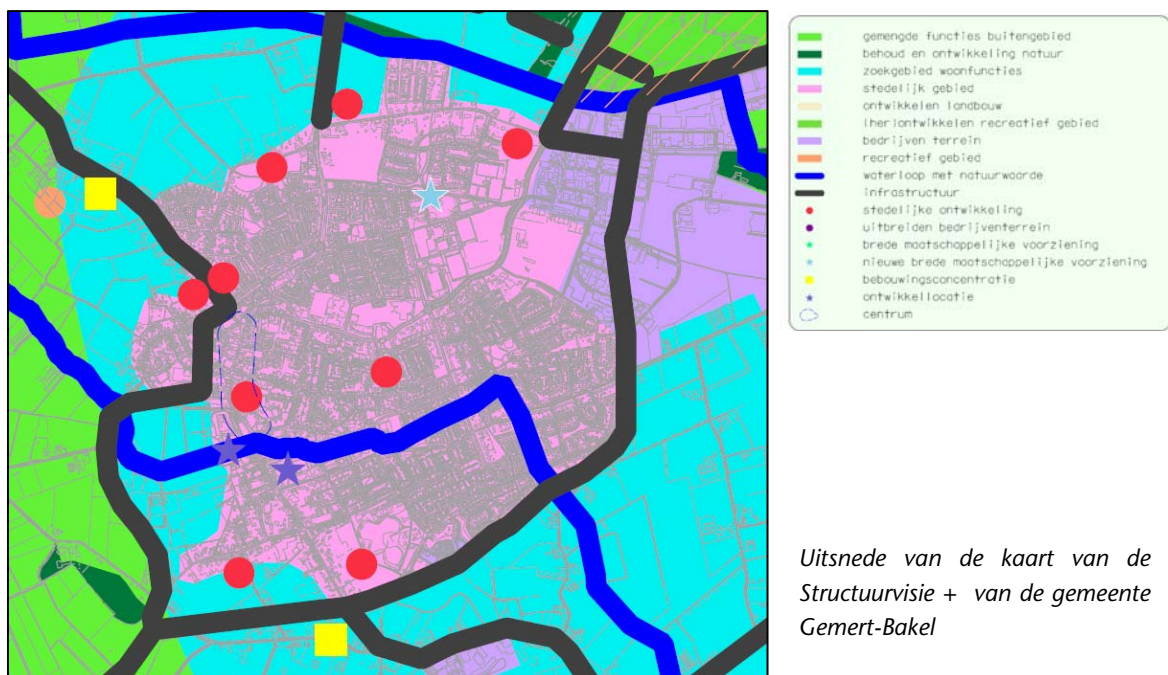 gemengde functies buitengebied
behoud en ontwikkeling natuur
zoekgebied woonfuncties
stedelijk gebied
ontwikkelen landbouw
(her)ontwikkelen recreatief gebied
bedrijven terrein
recreatief gebied
waterloop met natuurwaarde
infrastructuur
stedelijke ontwikkeling
uitbreiden bedrijventerrein
brede maatschappelijke voorziening
nieuwe brede maatschappelijke voorziening
bebouwingsconcentratie
ontwikkellocatie
centrum
Uitsnede van de kaart van de
Structuurvisie + van de gemeente
Gemert-Bakel